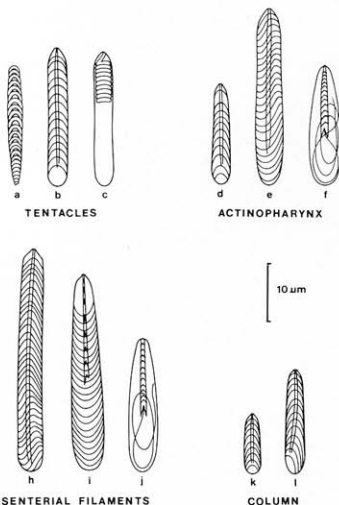 a b c
TENTACLES
d e f
ACTINOPHARYNX
10 µm
h i j
SENTERIAL FILAMENTS
k l
COLUMN